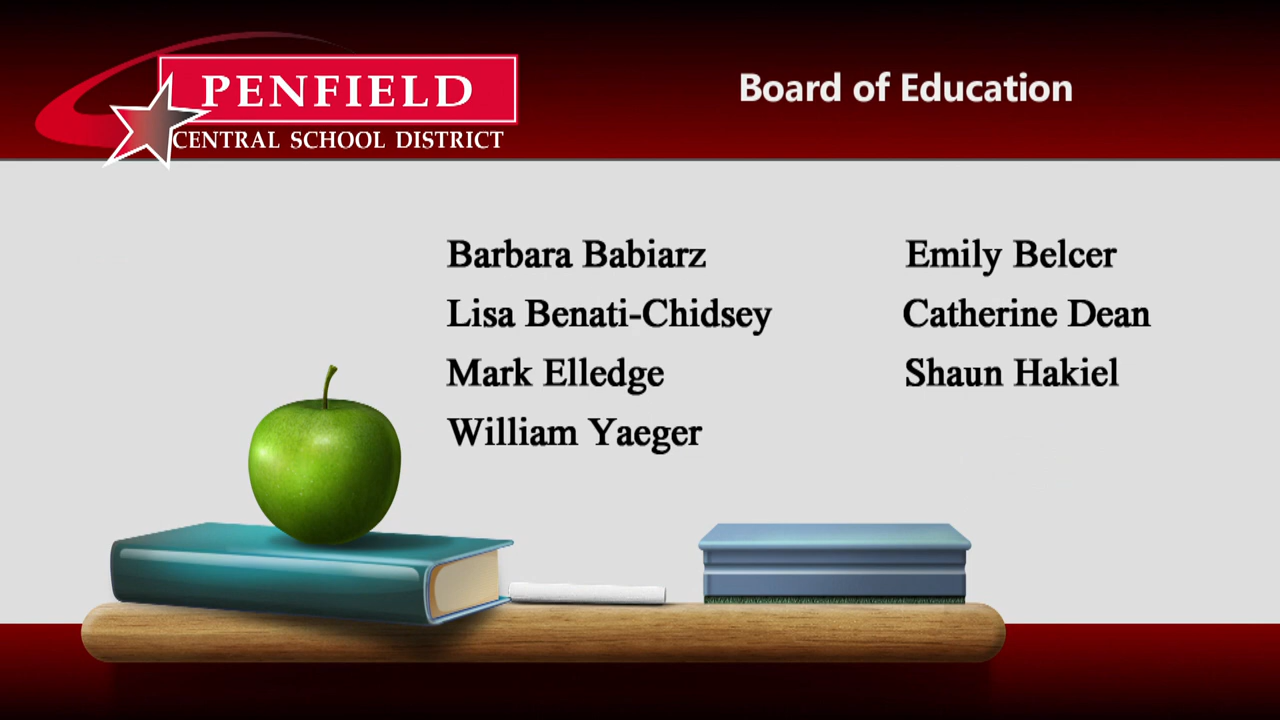 PENFIELD
CENTRAL SCHOOL DISTRICT
Board of Education
Barbara Babiarz
Lisa Benati-Chidsey
Mark Elledge
William Yaeger
Emily Belcer
Catherine Dean
Shaun Hakiel